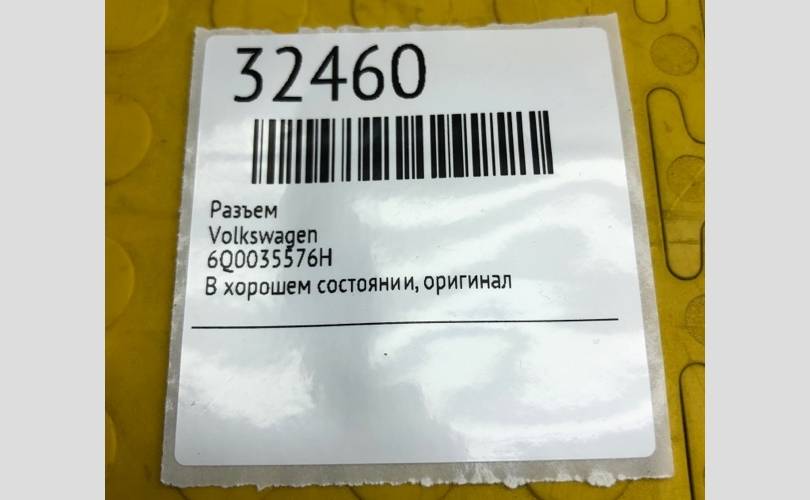 32460
Разъем
Volkswagen
6Q0035576H
В хорошем состоянии, оригинал